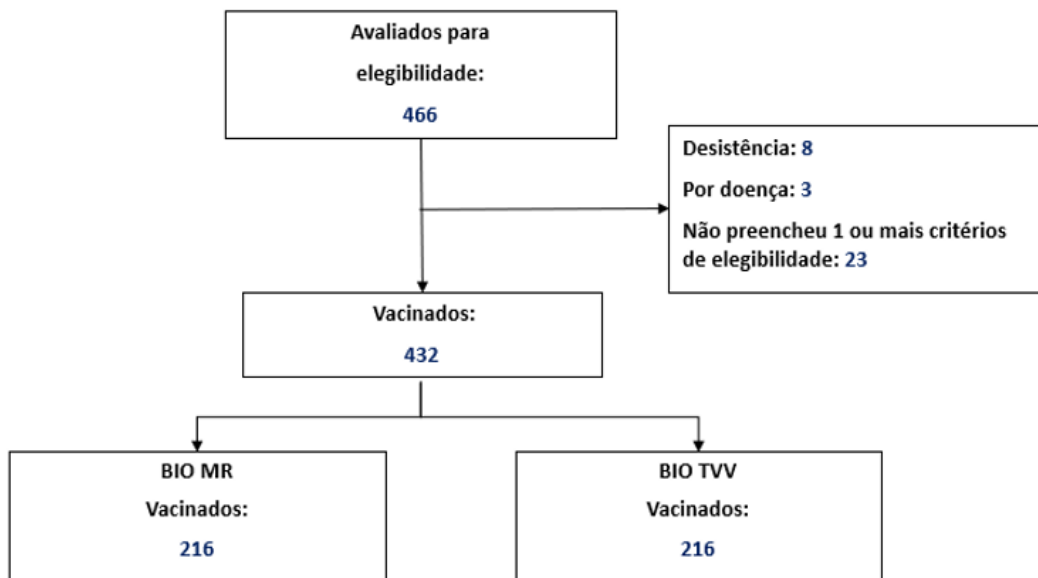 Avaliados para
elegibilidade:
466
Desistência: 8
Por doença: 3
Não preencheu 1 ou mais critérios
de elegibilidade: 23
Vacinados:
432
BIO MR
Vacinados:
216
BIO TVV
Vacinados:
216